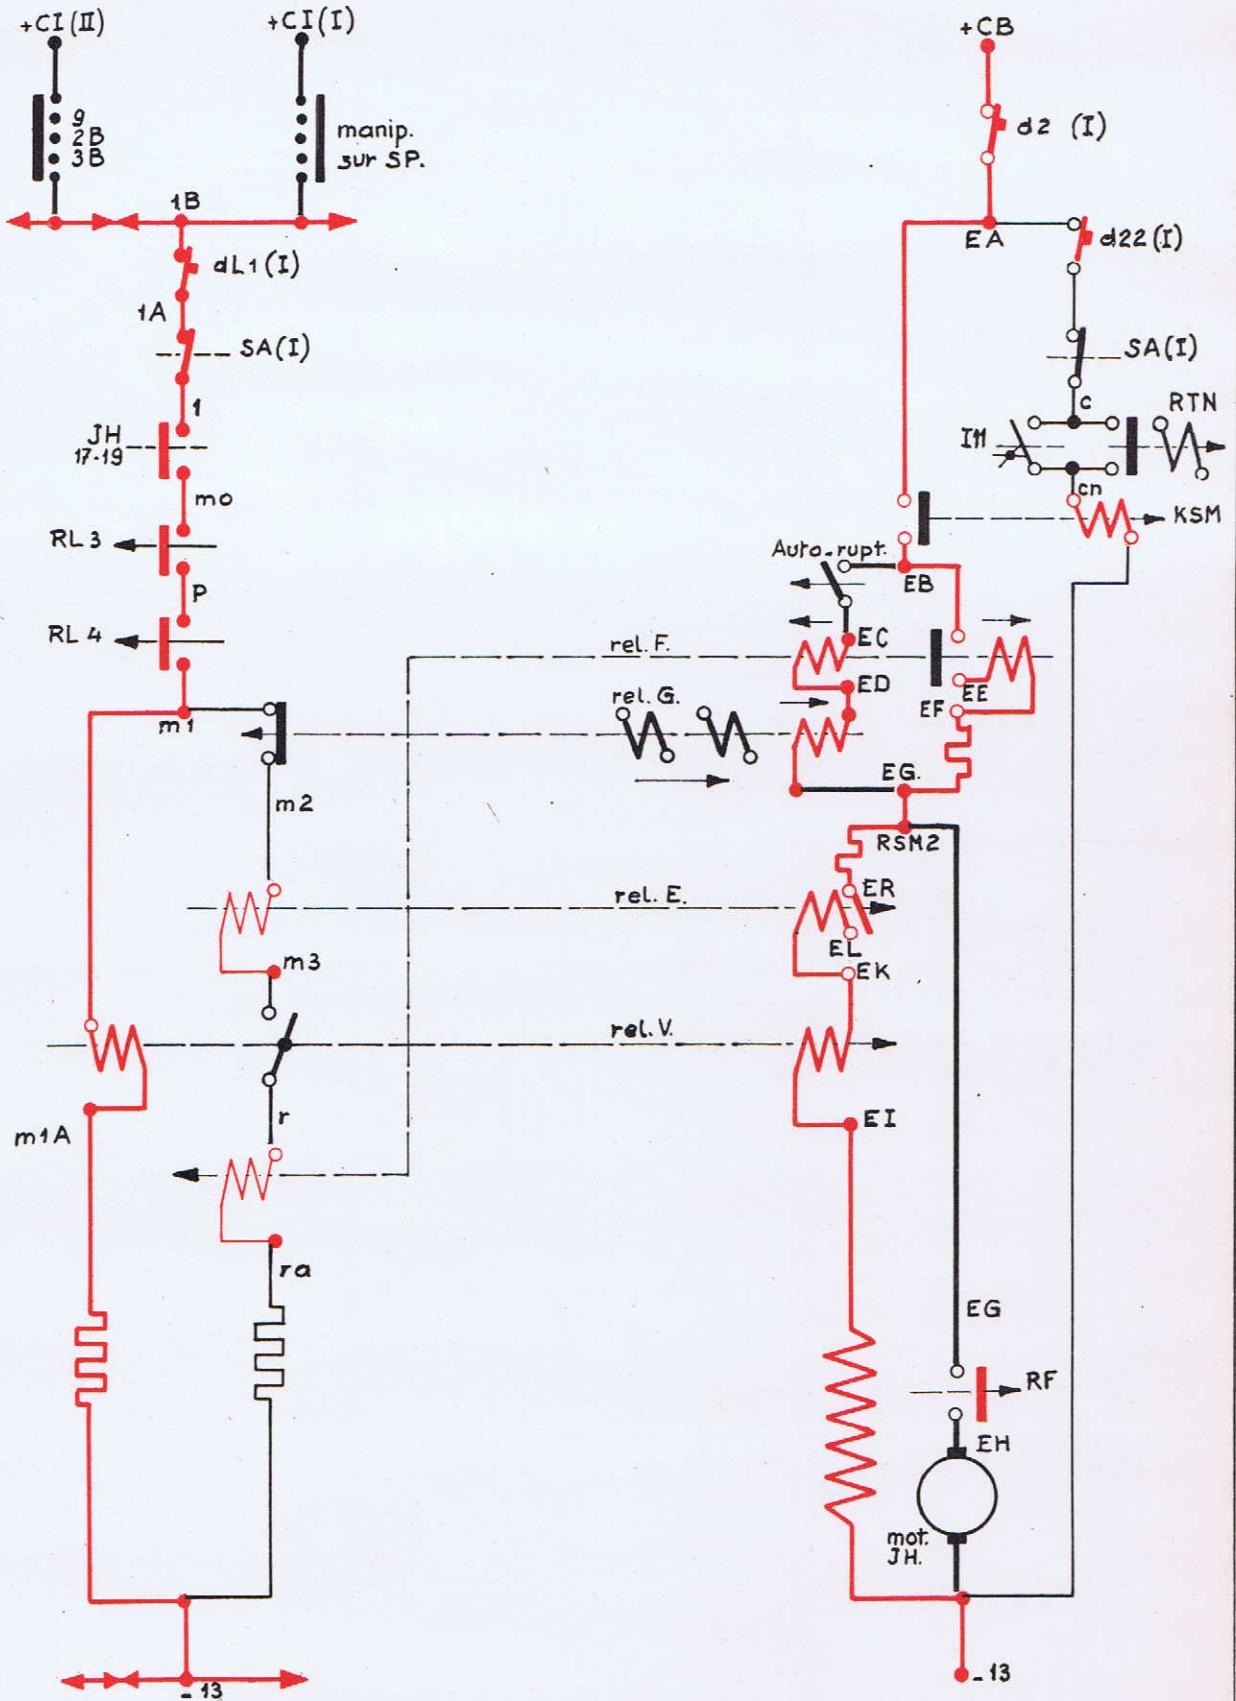 +CI (II)
+CI (I)
+CB
g
2B
3B
manip.
sur SP.
d2 (I)
1B
EA
d22 (I)
dL1 (I)
1A
SA(I)
SA(I)
1
c
RTN
JH
17-19
IM
mo
cn
KSM
RL 3
Auto-rupt.
EB
P
RL 4
rel. F.
EC
ED
EE
rel. G.
EF
m1
EG.
m2
RSM2
ER
rel. E.
EL
m3
EK
rel. V.
r
EI
m1A
ra
EG
RF
EH
mot.
JH.
- 13
- 13